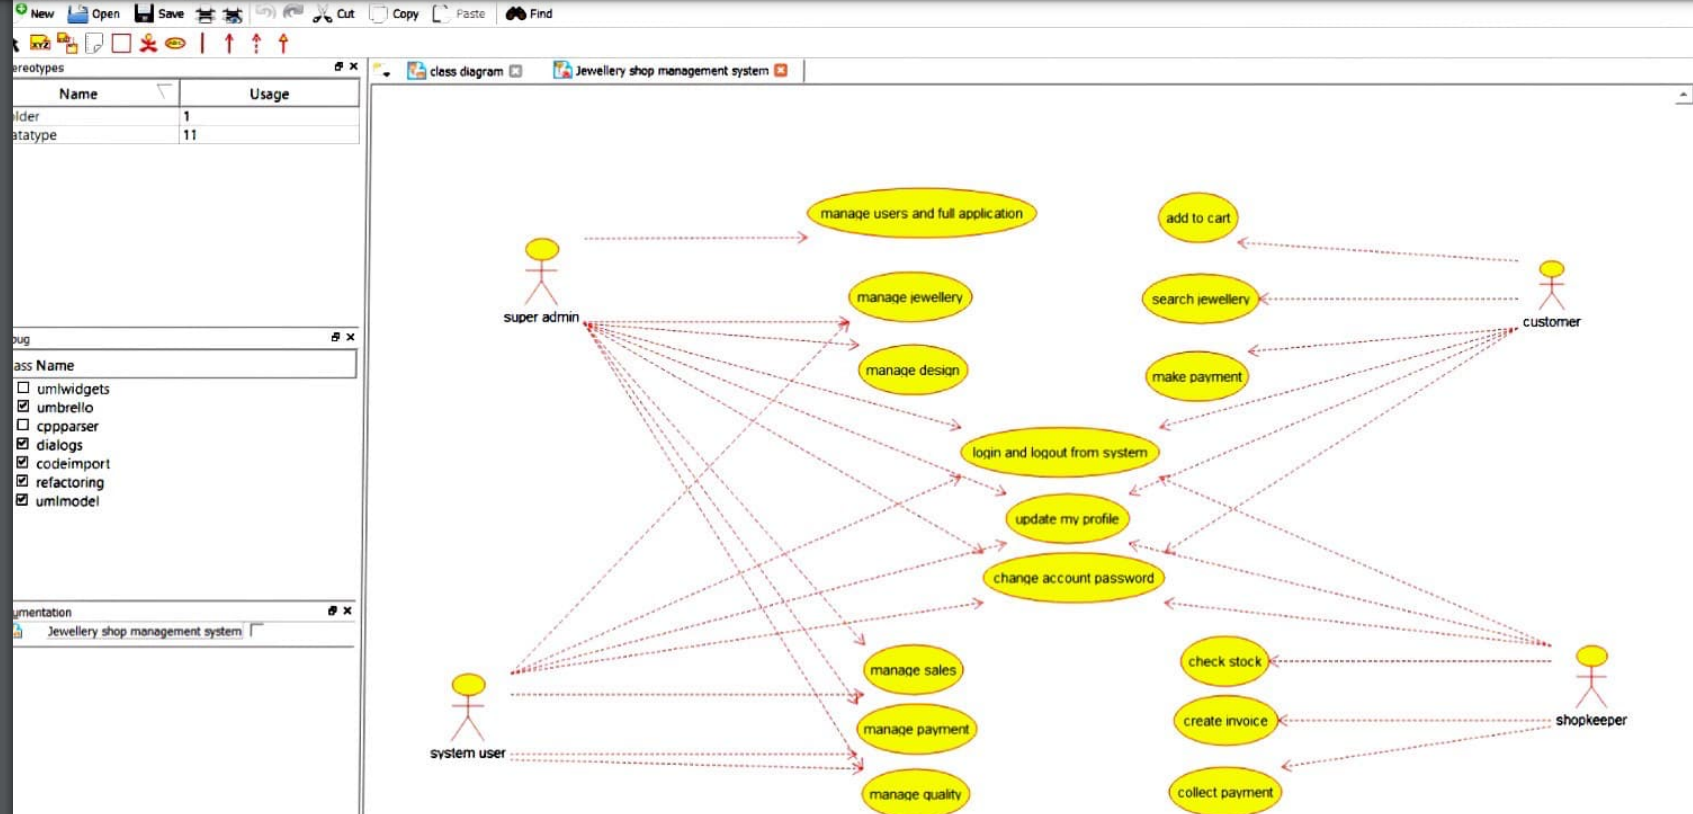 New Open Save Cut Copy Paste Find
ereotypes
class diagram Jewellery shop management system
Name Usage
lder 1
atatype 11
manage users and full application
add to cart
manage jewellery
search jewellery
super admin
customer
manage design
make payment
ass Name
umlwidgets
umbrello
cppparser
dialogs
codeimport
refactoring
umlmodel
login and logout from system
update my profile
change account password
umentation
Jewellery shop management system
manage sales
check stock
manage payment
create invoice
shopkeeper
system user
manage quality
collect payment